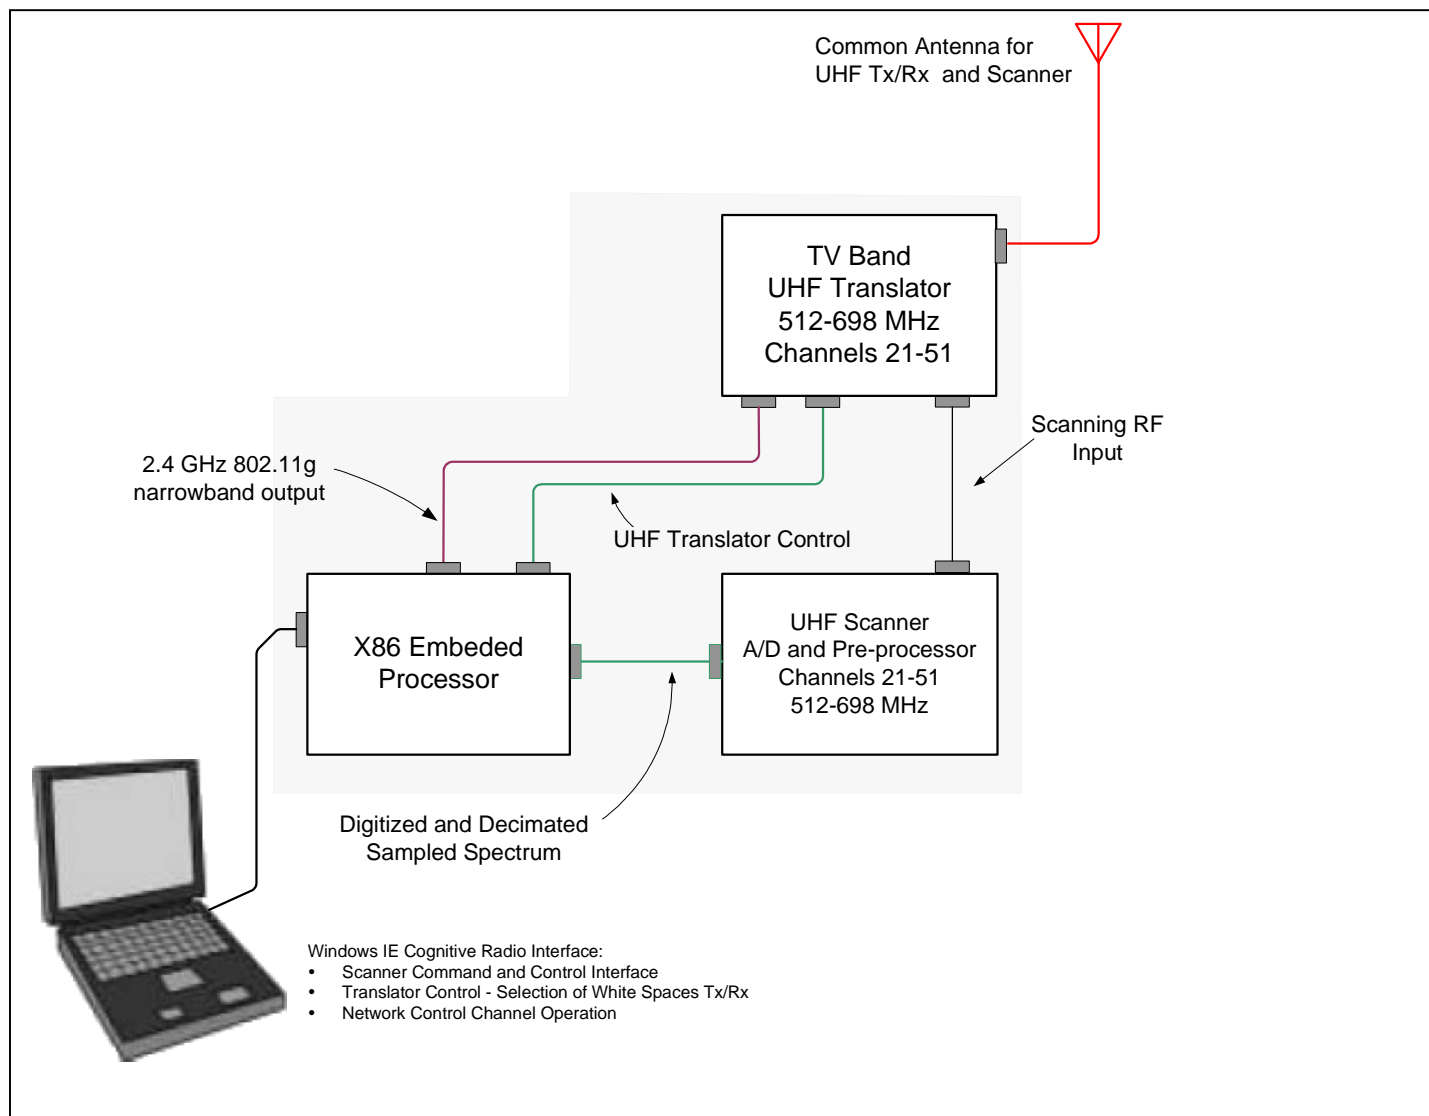 Common Antenna for
UHF Tx/Rx and Scanner
TV Band
UHF Translator
512-698 MHz
Channels 21-51
Scanning RF
Input
2.4 GHz 802.11g
narrowband output
UHF Translator Control
X86 Embeded
Processor
UHF Scanner
A/D and Pre-processor
Channels 21-51
512-698 MHz
Digitized and Decimated
Sampled Spectrum
Windows IE Cognitive Radio Interface:
• Scanner Command and Control Interface
• Translator Control - Selection of White Spaces Tx/Rx
• Network Control Channel Operation